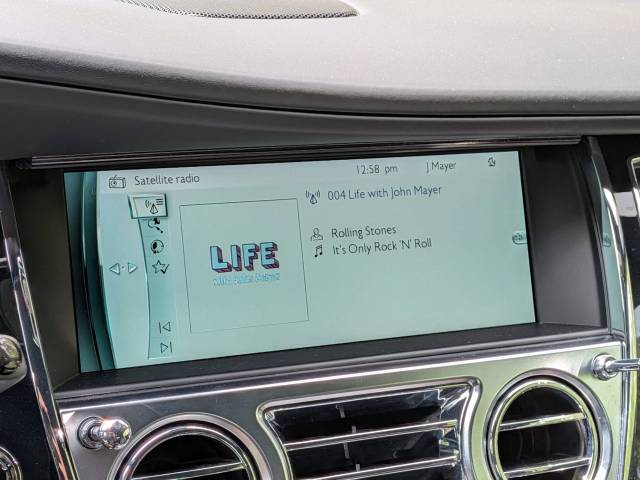 Satellite radio
12:58 pm
J Mayer
004 Life with John Mayer
Rolling Stones
It's Only Rock 'N' Roll
LIFE